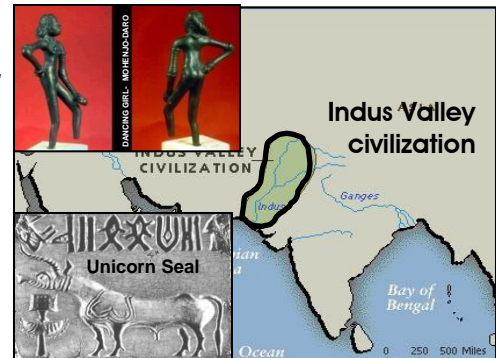 DANCING GIRL- MOHENJO-DARO
Indus Valley
civilization
ASIA
INDUS VALLEY
CIVILIZATION
Ganges
Indus
Unicorn Seal
Bay of
Bengal
Ocean
0 250 500 Miles